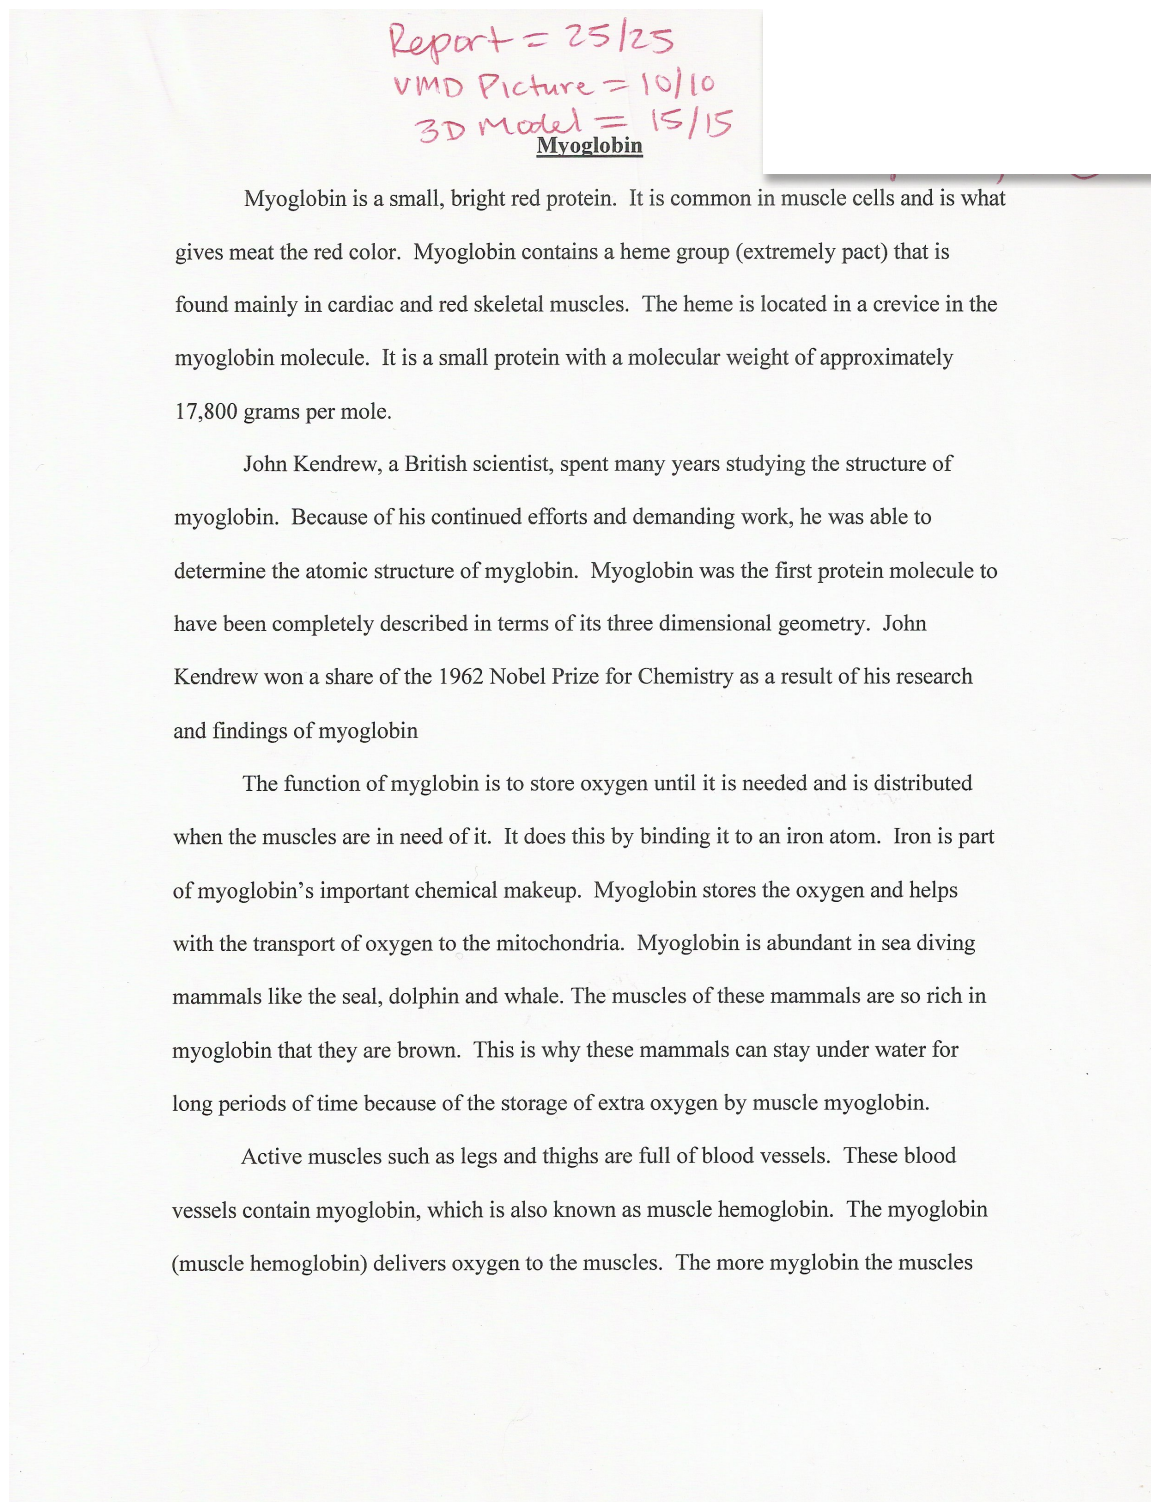 Report = 25/25
VMD Picture = 10/10
3D Model = 15/15
Myoglobin
Myoglobin is a small, bright red protein. It is common in muscle cells and is what
gives meat the red color. Myoglobin contains a heme group (extremely pact) that is
found mainly in cardiac and red skeletal muscles. The heme is located in a crevice in the
myoglobin molecule. It is a small protein with a molecular weight of approximately
17,800 grams per mole.
John Kendrew, a British scientist, spent many years studying the structure of
myoglobin. Because of his continued efforts and demanding work, he was able to
determine the atomic structure of myglobin. Myoglobin was the first protein molecule to
have been completely described in terms of its three dimensional geometry. John
Kendrew won a share of the 1962 Nobel Prize for Chemistry as a result of his research
and findings of myoglobin
The function of myglobin is to store oxygen until it is needed and is distributed
when the muscles are in need of it. It does this by binding it to an iron atom. Iron is part
of myoglobin’s important chemical makeup. Myoglobin stores the oxygen and helps
with the transport of oxygen to the mitochondria. Myoglobin is abundant in sea diving
mammals like the seal, dolphin and whale. The muscles of these mammals are so rich in
myoglobin that they are brown. This is why these mammals can stay under water for
long periods of time because of the storage of extra oxygen by muscle myoglobin.
Active muscles such as legs and thighs are full of blood vessels. These blood
vessels contain myoglobin, which is also known as muscle hemoglobin. The myoglobin
(muscle hemoglobin) delivers oxygen to the muscles. The more myglobin the muscles